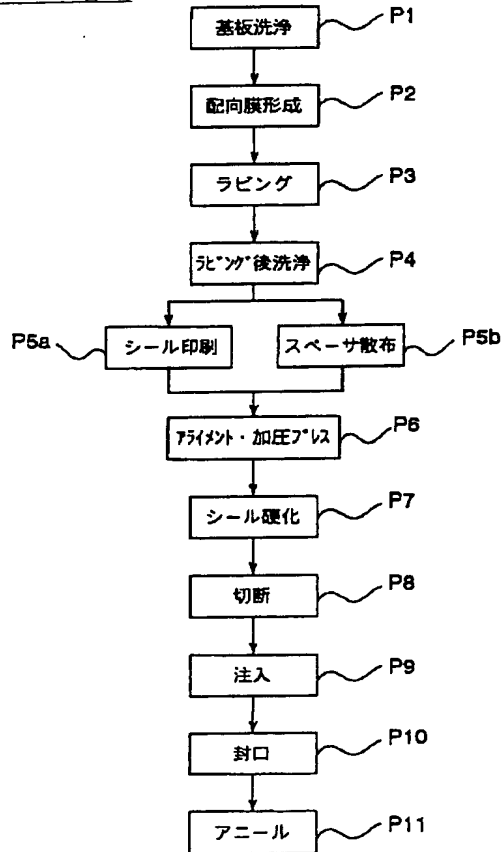 基板洗浄 P1
配向膜形成 P2
ラビング P3
ﾗﾋﾞﾝｸﾞ後洗浄 P4
P5a シール印刷 スペーサ散布 P5b
ｱﾗｲﾒﾝﾄ・加圧ﾌﾟﾚｽ P6
シール硬化 P7
切断 P8
注入 P9
封口 P10
アニール P11